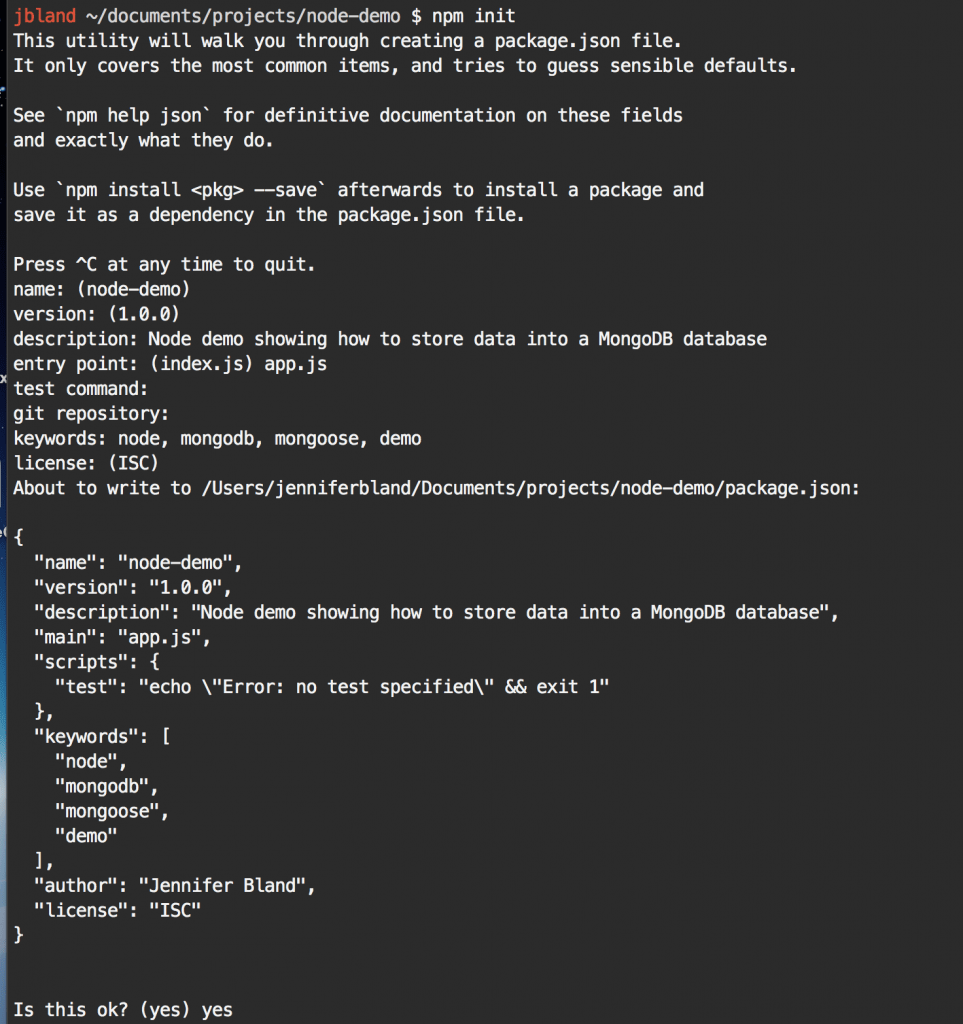 jbland ~/documents/projects/node-demo $ npm init
This utility will walk you through creating a package.json file.
It only covers the most common items, and tries to guess sensible defaults.

See `npm help json` for definitive documentation on these fields
and exactly what they do.

Use `npm install <pkg> --save` afterwards to install a package and
save it as a dependency in the package.json file.

Press ^C at any time to quit.
name: (node-demo)
version: (1.0.0)
description: Node demo showing how to store data into a MongoDB database
entry point: (index.js) app.js
test command:
git repository:
keywords: node, mongodb, mongoose, demo
license: (ISC)
About to write to /Users/jenniferbland/Documents/projects/node-demo/package.json:

{
  "name": "node-demo",
  "version": "1.0.0",
  "description": "Node demo showing how to store data into a MongoDB database",
  "main": "app.js",
  "scripts": {
    "test": "echo \"Error: no test specified\" && exit 1"
  },
  "keywords": [
    "node",
    "mongodb",
    "mongoose",
    "demo"
  ],
  "author": "Jennifer Bland",
  "license": "ISC"
}

Is this ok? (yes) yes